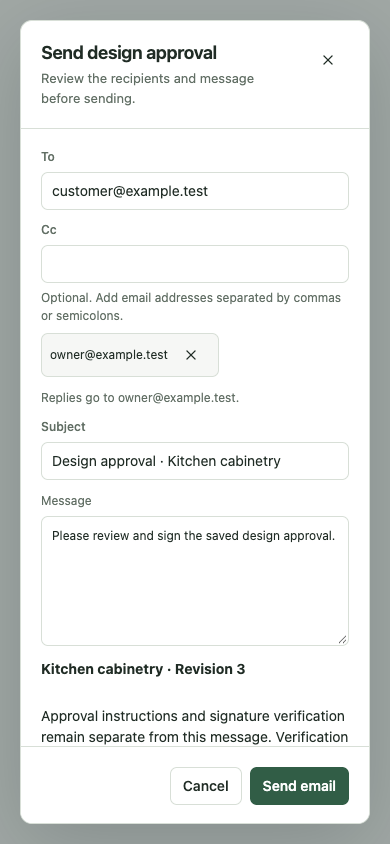 Send design approval
Review the recipients and message
before sending.
To
customer@example.test
Cc
Optional. Add email addresses separated by commas
or semicolons.
owner@example.test
Replies go to owner@example.test.
Subject
Design approval · Kitchen cabinetry
Message
Please review and sign the saved design approval.
Kitchen cabinetry · Revision 3
Approval instructions and signature verification
remain separate from this message. Verification
Cancel
Send email